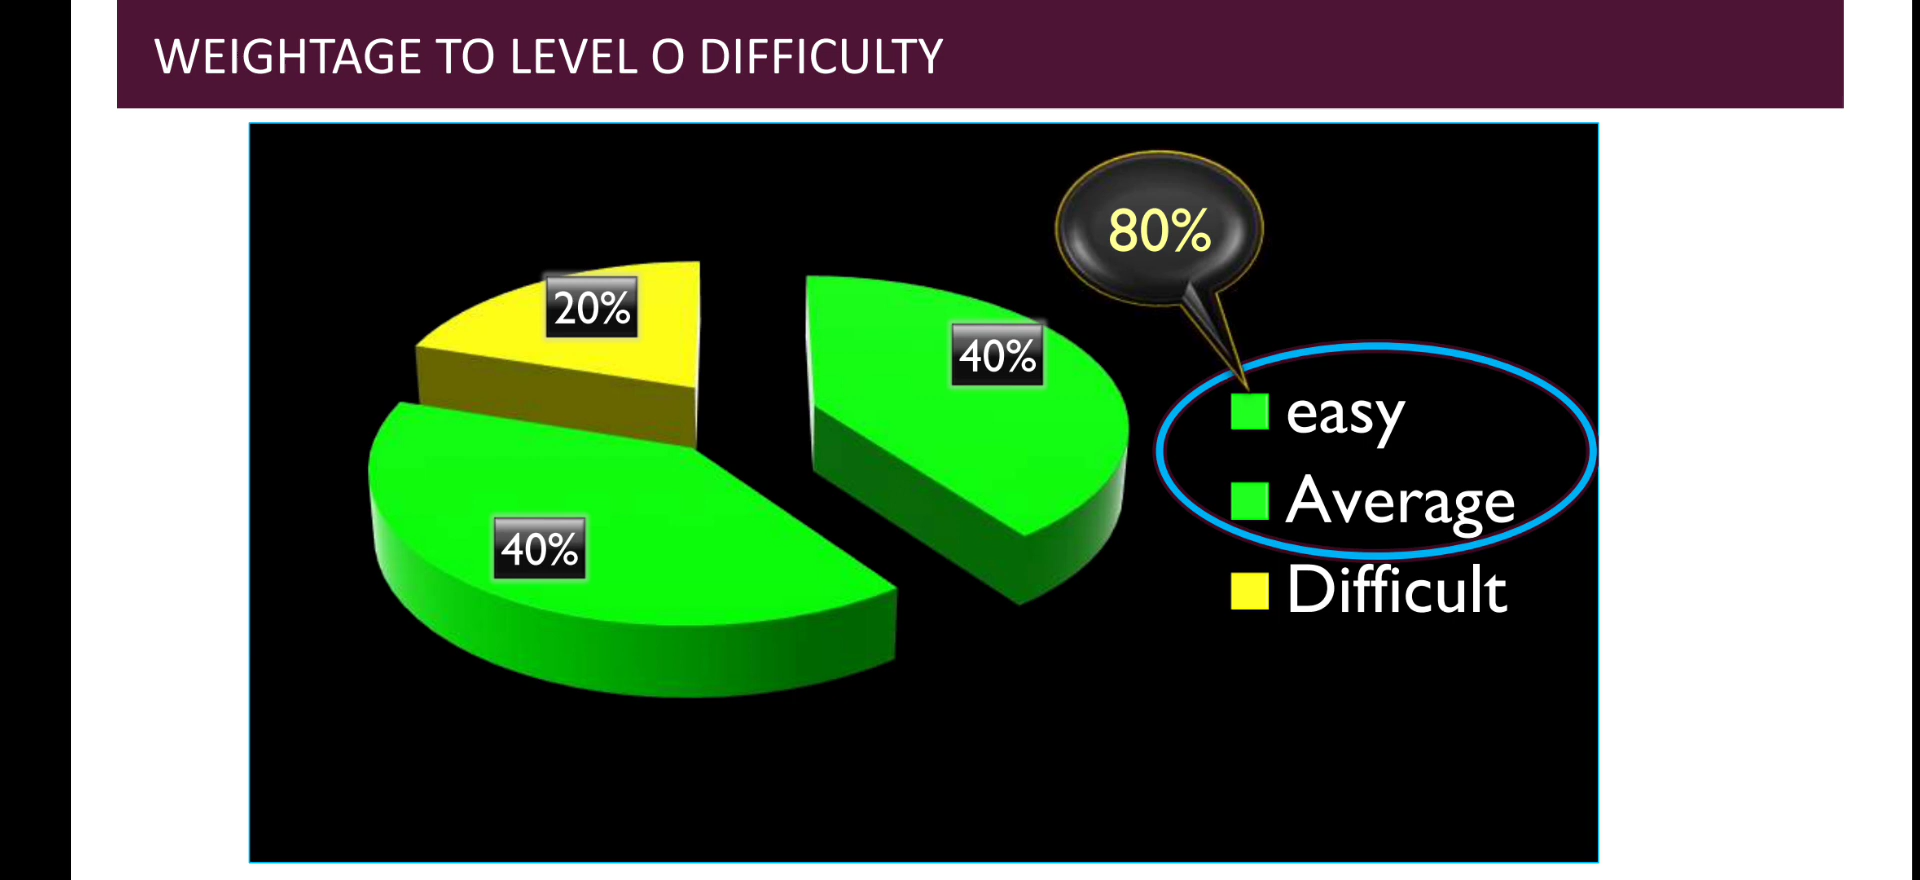 WEIGHTAGE TO LEVEL O DIFFICULTY
80%
20%
40%
40%
easy
Average
Difficult